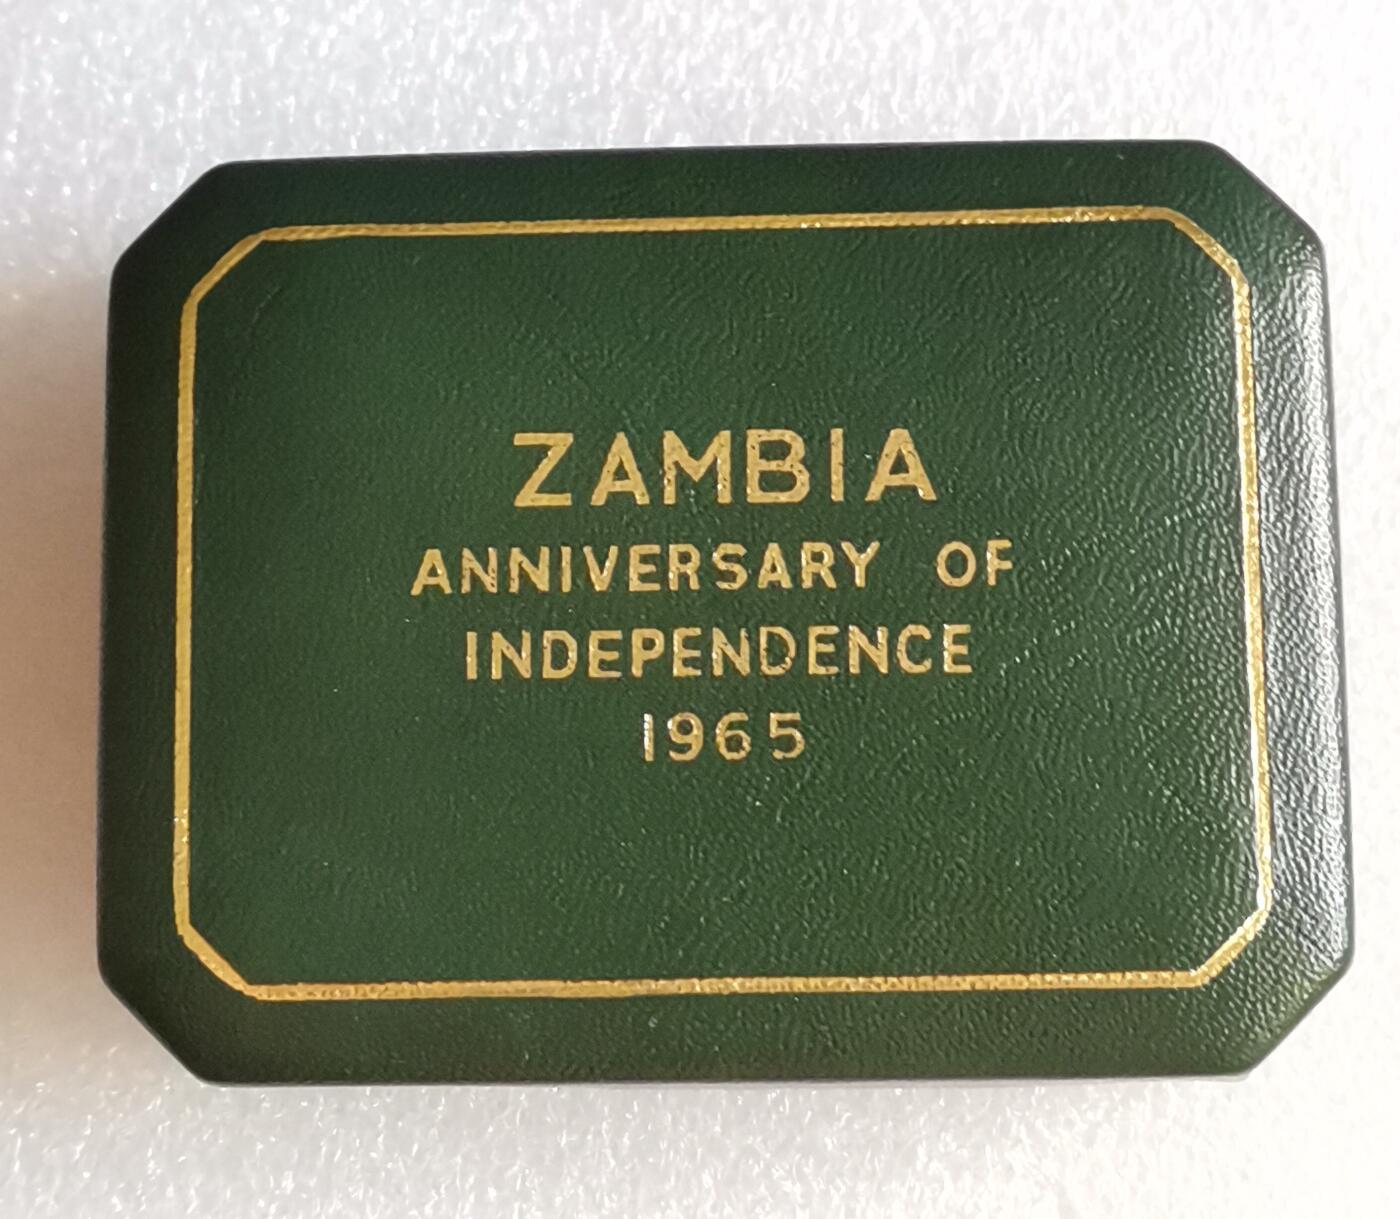 ZAMBIA
ANNIVERSARY OF
INDEPENDENCE
1965